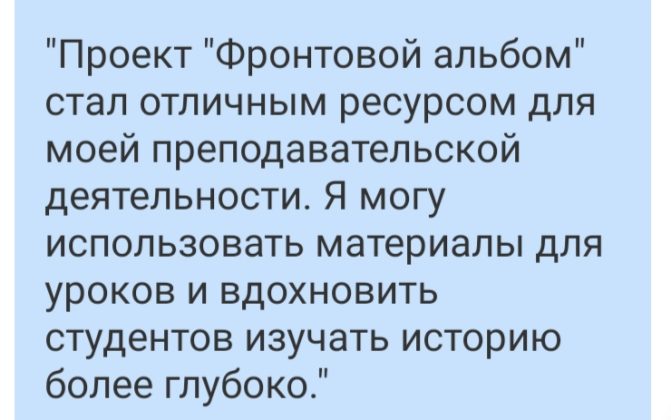 "Проект "Фронтовой альбом"
стал отличным ресурсом для
моей преподавательской
деятельности. Я могу
использовать материалы для
уроков и вдохновить
студентов изучать историю
более глубоко."